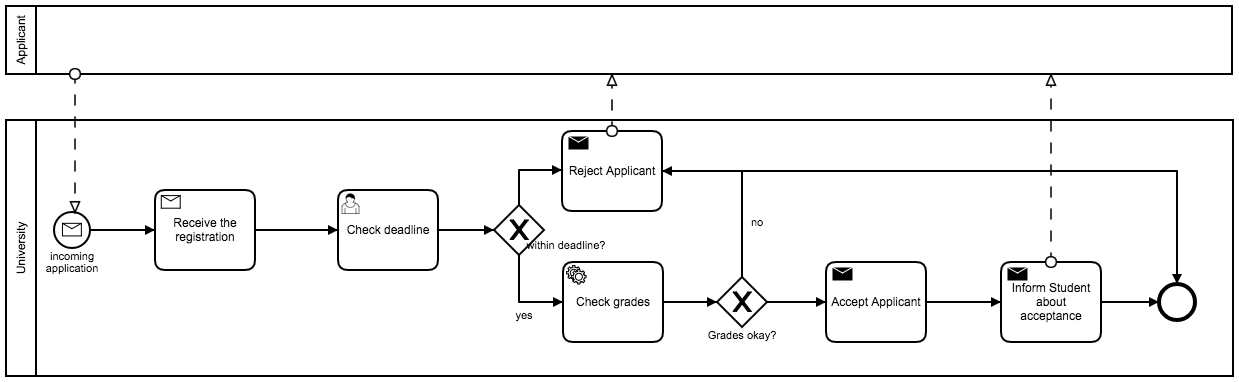 Applicant
University
incoming
application
Receive the
registration
Check deadline
within deadline?
Reject Applicant
yes
Check grades
no
Grades okay?
Accept Applicant
Inform Student
about
acceptance